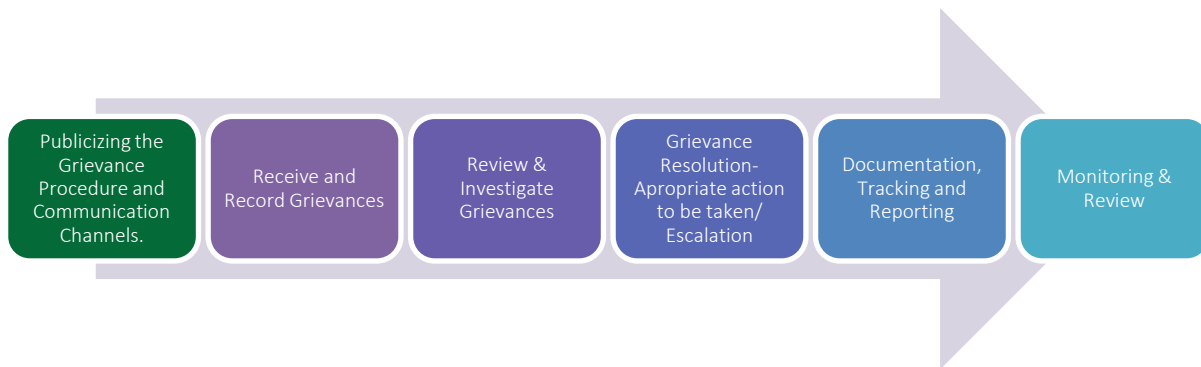 Publicizing the
Grievance
Procedure and
Communication
Channels.
Receive and
Record Grievances
Review &
Investigate
Grievances
Grievance
Resolution-
Apropriate action
to be taken/
Escalation
Documentation,
Tracking and
Reporting
Monitoring &
Review